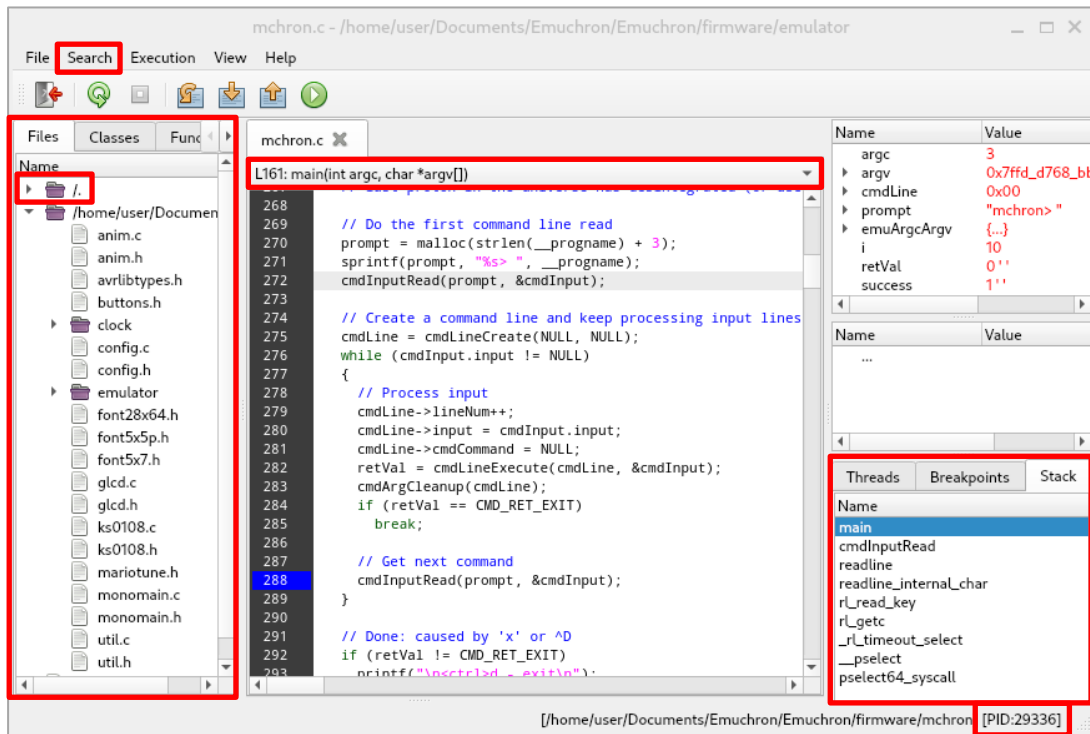 mchron.c - /home/user/Documents/Emuchron/Emuchron/firmware/emulator
File Search Execution View Help
Files Classes Func
Name
/.
/home/user/Documen
anim.c
anim.h
avrlibtypes.h
buttons.h
clock
config.c
config.h
emulator
font28x64.h
font5x5p.h
font5x7.h
glcd.c
glcd.h
ks0108.c
ks0108.h
mariotune.h
monomain.c
monomain.h
util.c
util.h
mchron.c
L161: main(int argc, char *argv[])
268
269 // Do the first command line read
270 prompt = malloc(strlen(__progname) + 3);
271 sprintf(prompt, "%s> ", __progname);
272 cmdInputRead(prompt, &cmdInput);
273
274 // Create a command line and keep processing input lines
275 cmdLine = cmdLineCreate(NULL, NULL);
276 while (cmdInput.input != NULL)
277 {
278 // Process input
279 cmdLine->lineNum++;
280 cmdLine->input = cmdInput.input;
281 cmdLine->cmdCommand = NULL;
282 retVal = cmdLineExecute(cmdLine, &cmdInput);
283 cmdArgCleanup(cmdLine);
284 if (retVal == CMD_RET_EXIT)
285 break;
286
287 // Get next command
288 cmdInputRead(prompt, &cmdInput);
289 }
290
291 // Done: caused by 'x' or ^D
292 if (retVal != CMD_RET_EXIT)
293 printf("\n<ctrl>d - exit\n");
Name Value
argc 3
argv 0x7ffd_d768_bb
cmdLine 0x00
prompt "mchron> "
emuArgcArgv {...}
i 10
retVal 0 ' '
success 1 ' '
Name Value
...
Threads Breakpoints Stack
Name
main
cmdInputRead
readline
readline_internal_char
rl_read_key
rl_getc
_rl_timeout_select
__pselect
pselect64_syscall
[/home/user/Documents/Emuchron/Emuchron/firmware/mchron [PID:29336]